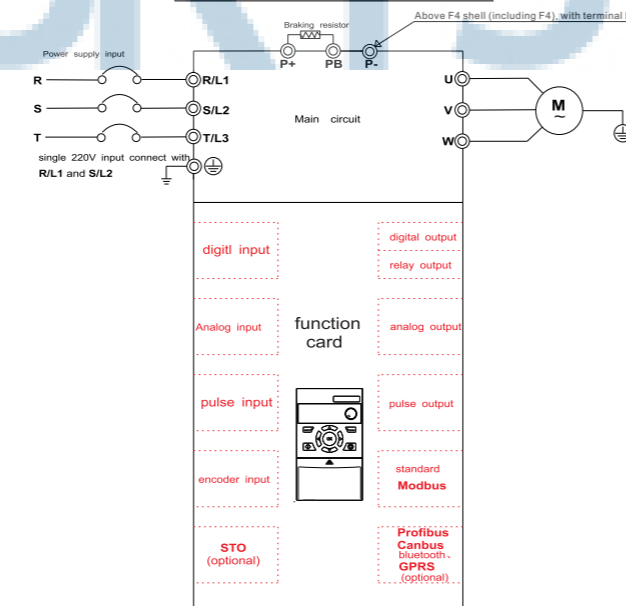 Above F4 shell (including F4), with terminal
Braking resistor
P+ PB P-
Power supply input
R R/L1 U
S S/L2 V
T T/L3 W
M
~
Main circuit
single 220V input connect with
R/L1 and S/L2
digitl input
digital output
relay output
Analog input
function
card
analog output
pulse input
pulse output
encoder input
standard
Modbus
STO
(optional)
Profibus
Canbus
bluetooth、
GPRS
(optional)